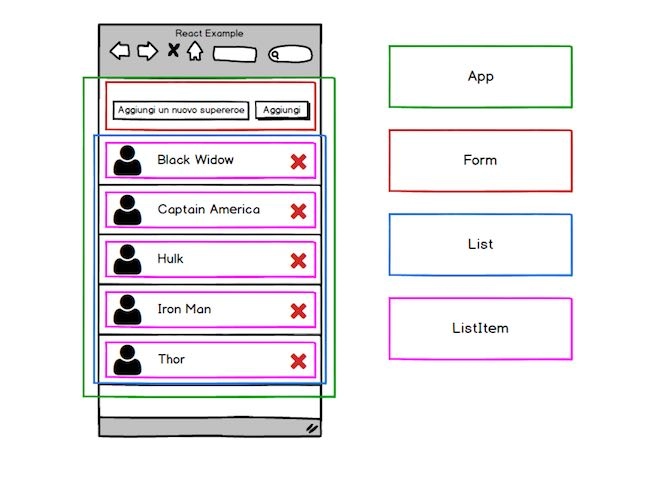 React Example
Aggiungi un nuovo supereroe
Aggiungi
Black Widow
Captain America
Hulk
Iron Man
Thor
App
Form
List
ListItem